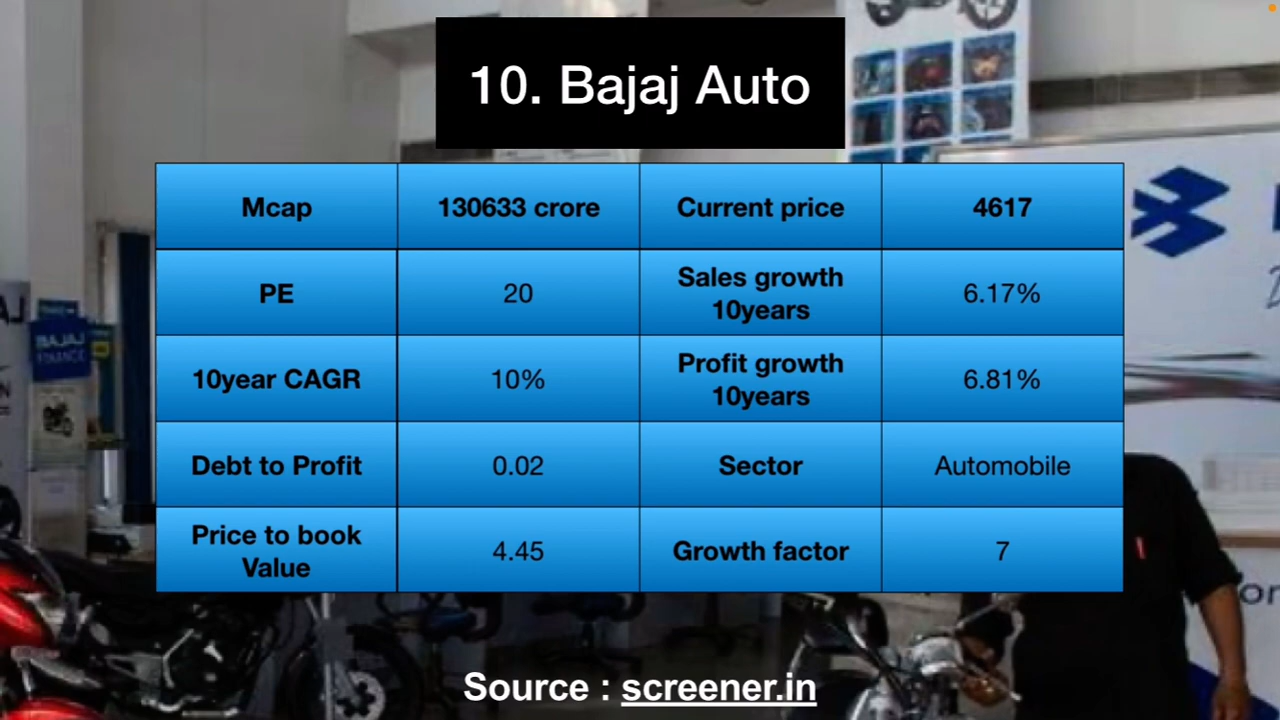 10. Bajaj Auto
Mcap 130633 crore Current price 4617
PE 20 Sales growth
10years 6.17%
10year CAGR 10% Profit growth
10years 6.81%
Debt to Profit 0.02 Sector Automobile
Price to book
Value 4.45 Growth factor 7
Source : screener.in
BAJAJ
FINANCE